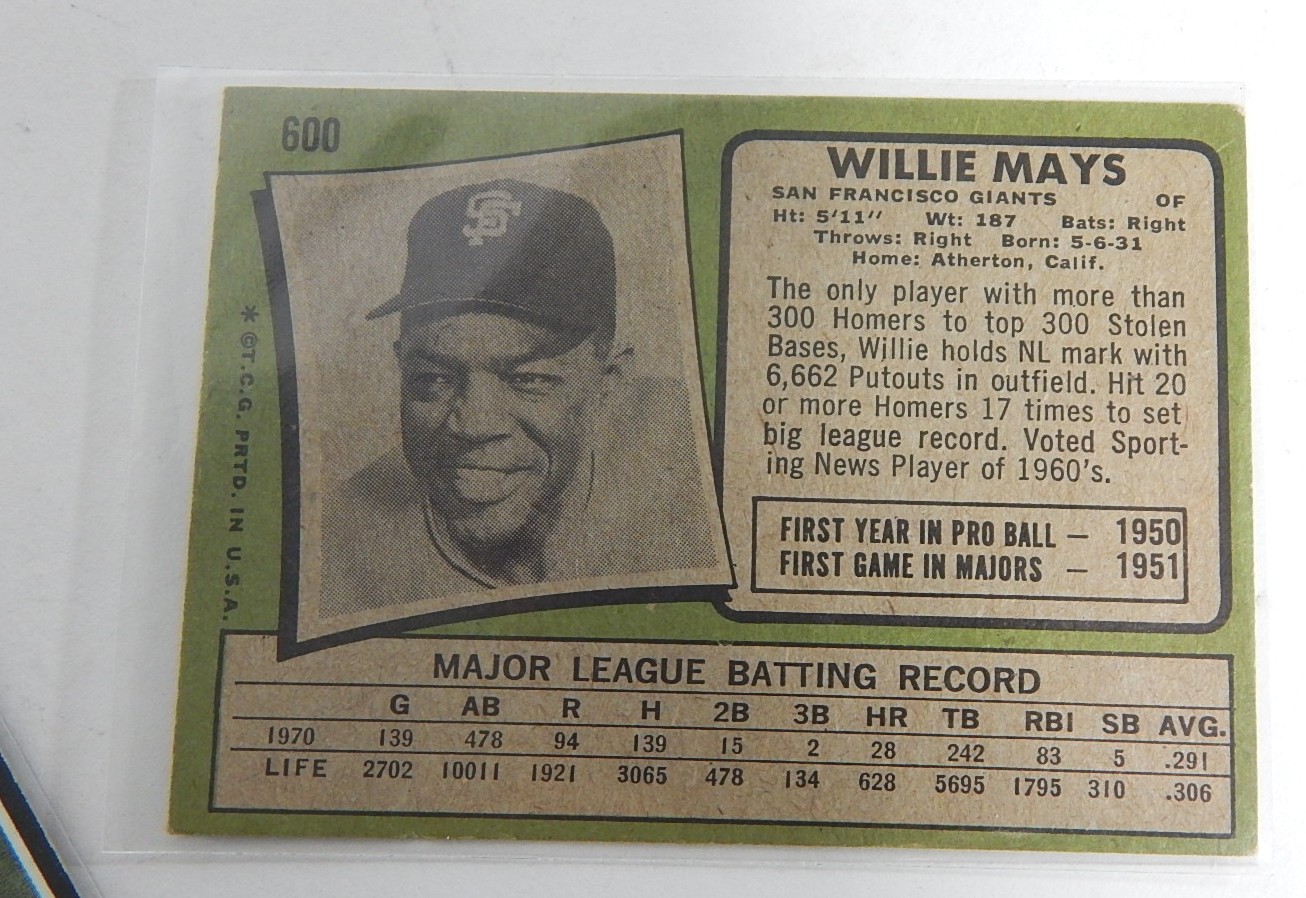 600
SF
WILLIE MAYS
SAN FRANCISCO GIANTS OF
Ht: 5'11" Wt: 187 Bats: Right
Throws: Right Born: 5-6-31
Home: Atherton, Calif.
The only player with more than
300 Homers to top 300 Stolen
Bases, Willie holds NL mark with
6,662 Putouts in outfield. Hit 20
or more Homers 17 times to set
big league record. Voted Sport-
ing News Player of 1960's.
FIRST YEAR IN PRO BALL — 1950
FIRST GAME IN MAJORS — 1951
* ©T.C.G. PRTD. IN U.S.A.
MAJOR LEAGUE BATTING RECORD
G AB R H 2B 3B HR TB RBI SB AVG.
1970 139 478 94 139 15 2 28 242 83 5 .291
LIFE 2702 10011 1921 3065 478 134 628 5695 1795 310 .306